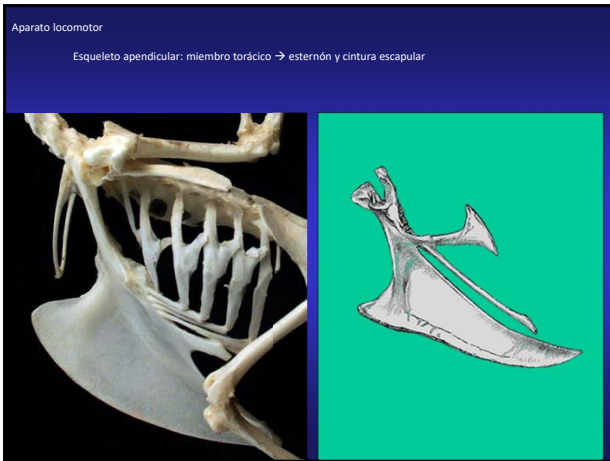 Aparato locomotor
Esqueleto apendicular: miembro torácico → esternón y cintura escapular